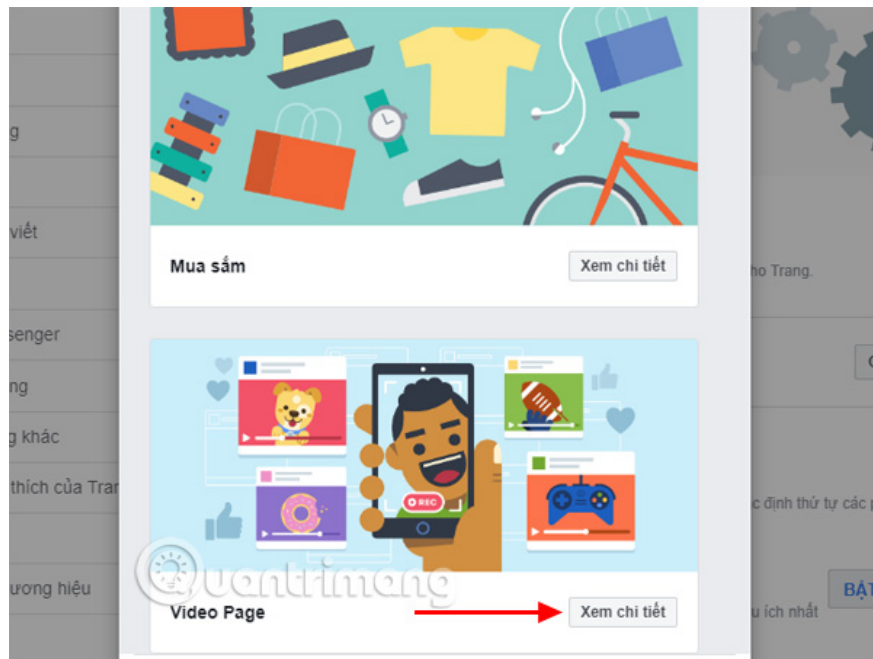 g
viết
Mua sắm
Xem chi tiết
ho Trang.
senger
ng
g khác
thích của Tran
REC
c định thứ tự các p
ương hiệu
Quantrimang
BẬT
Video Page
Xem chi tiết
u ích nhất